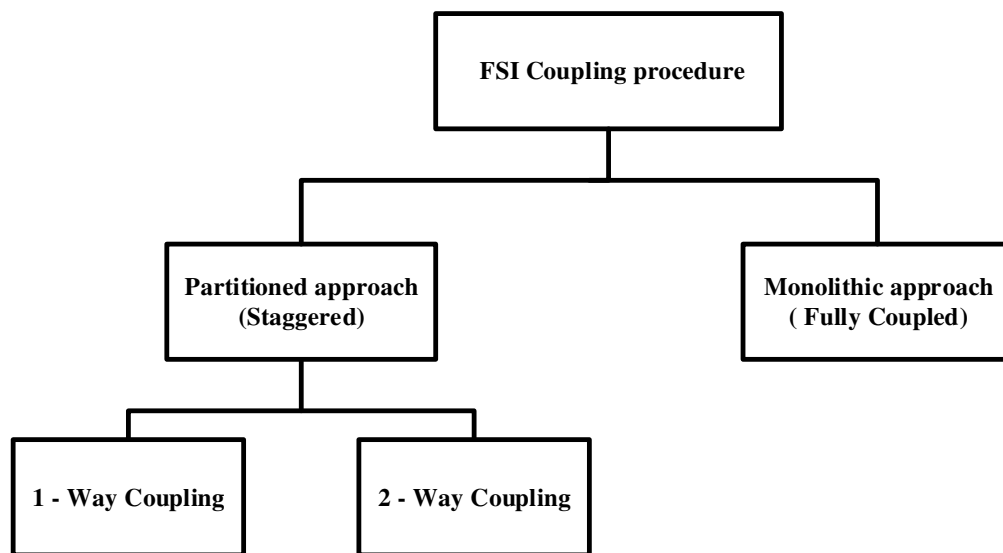 FSI Coupling procedure
Partitioned approach
(Staggered)
Monolithic approach
( Fully Coupled)
1 - Way Coupling
2 - Way Coupling